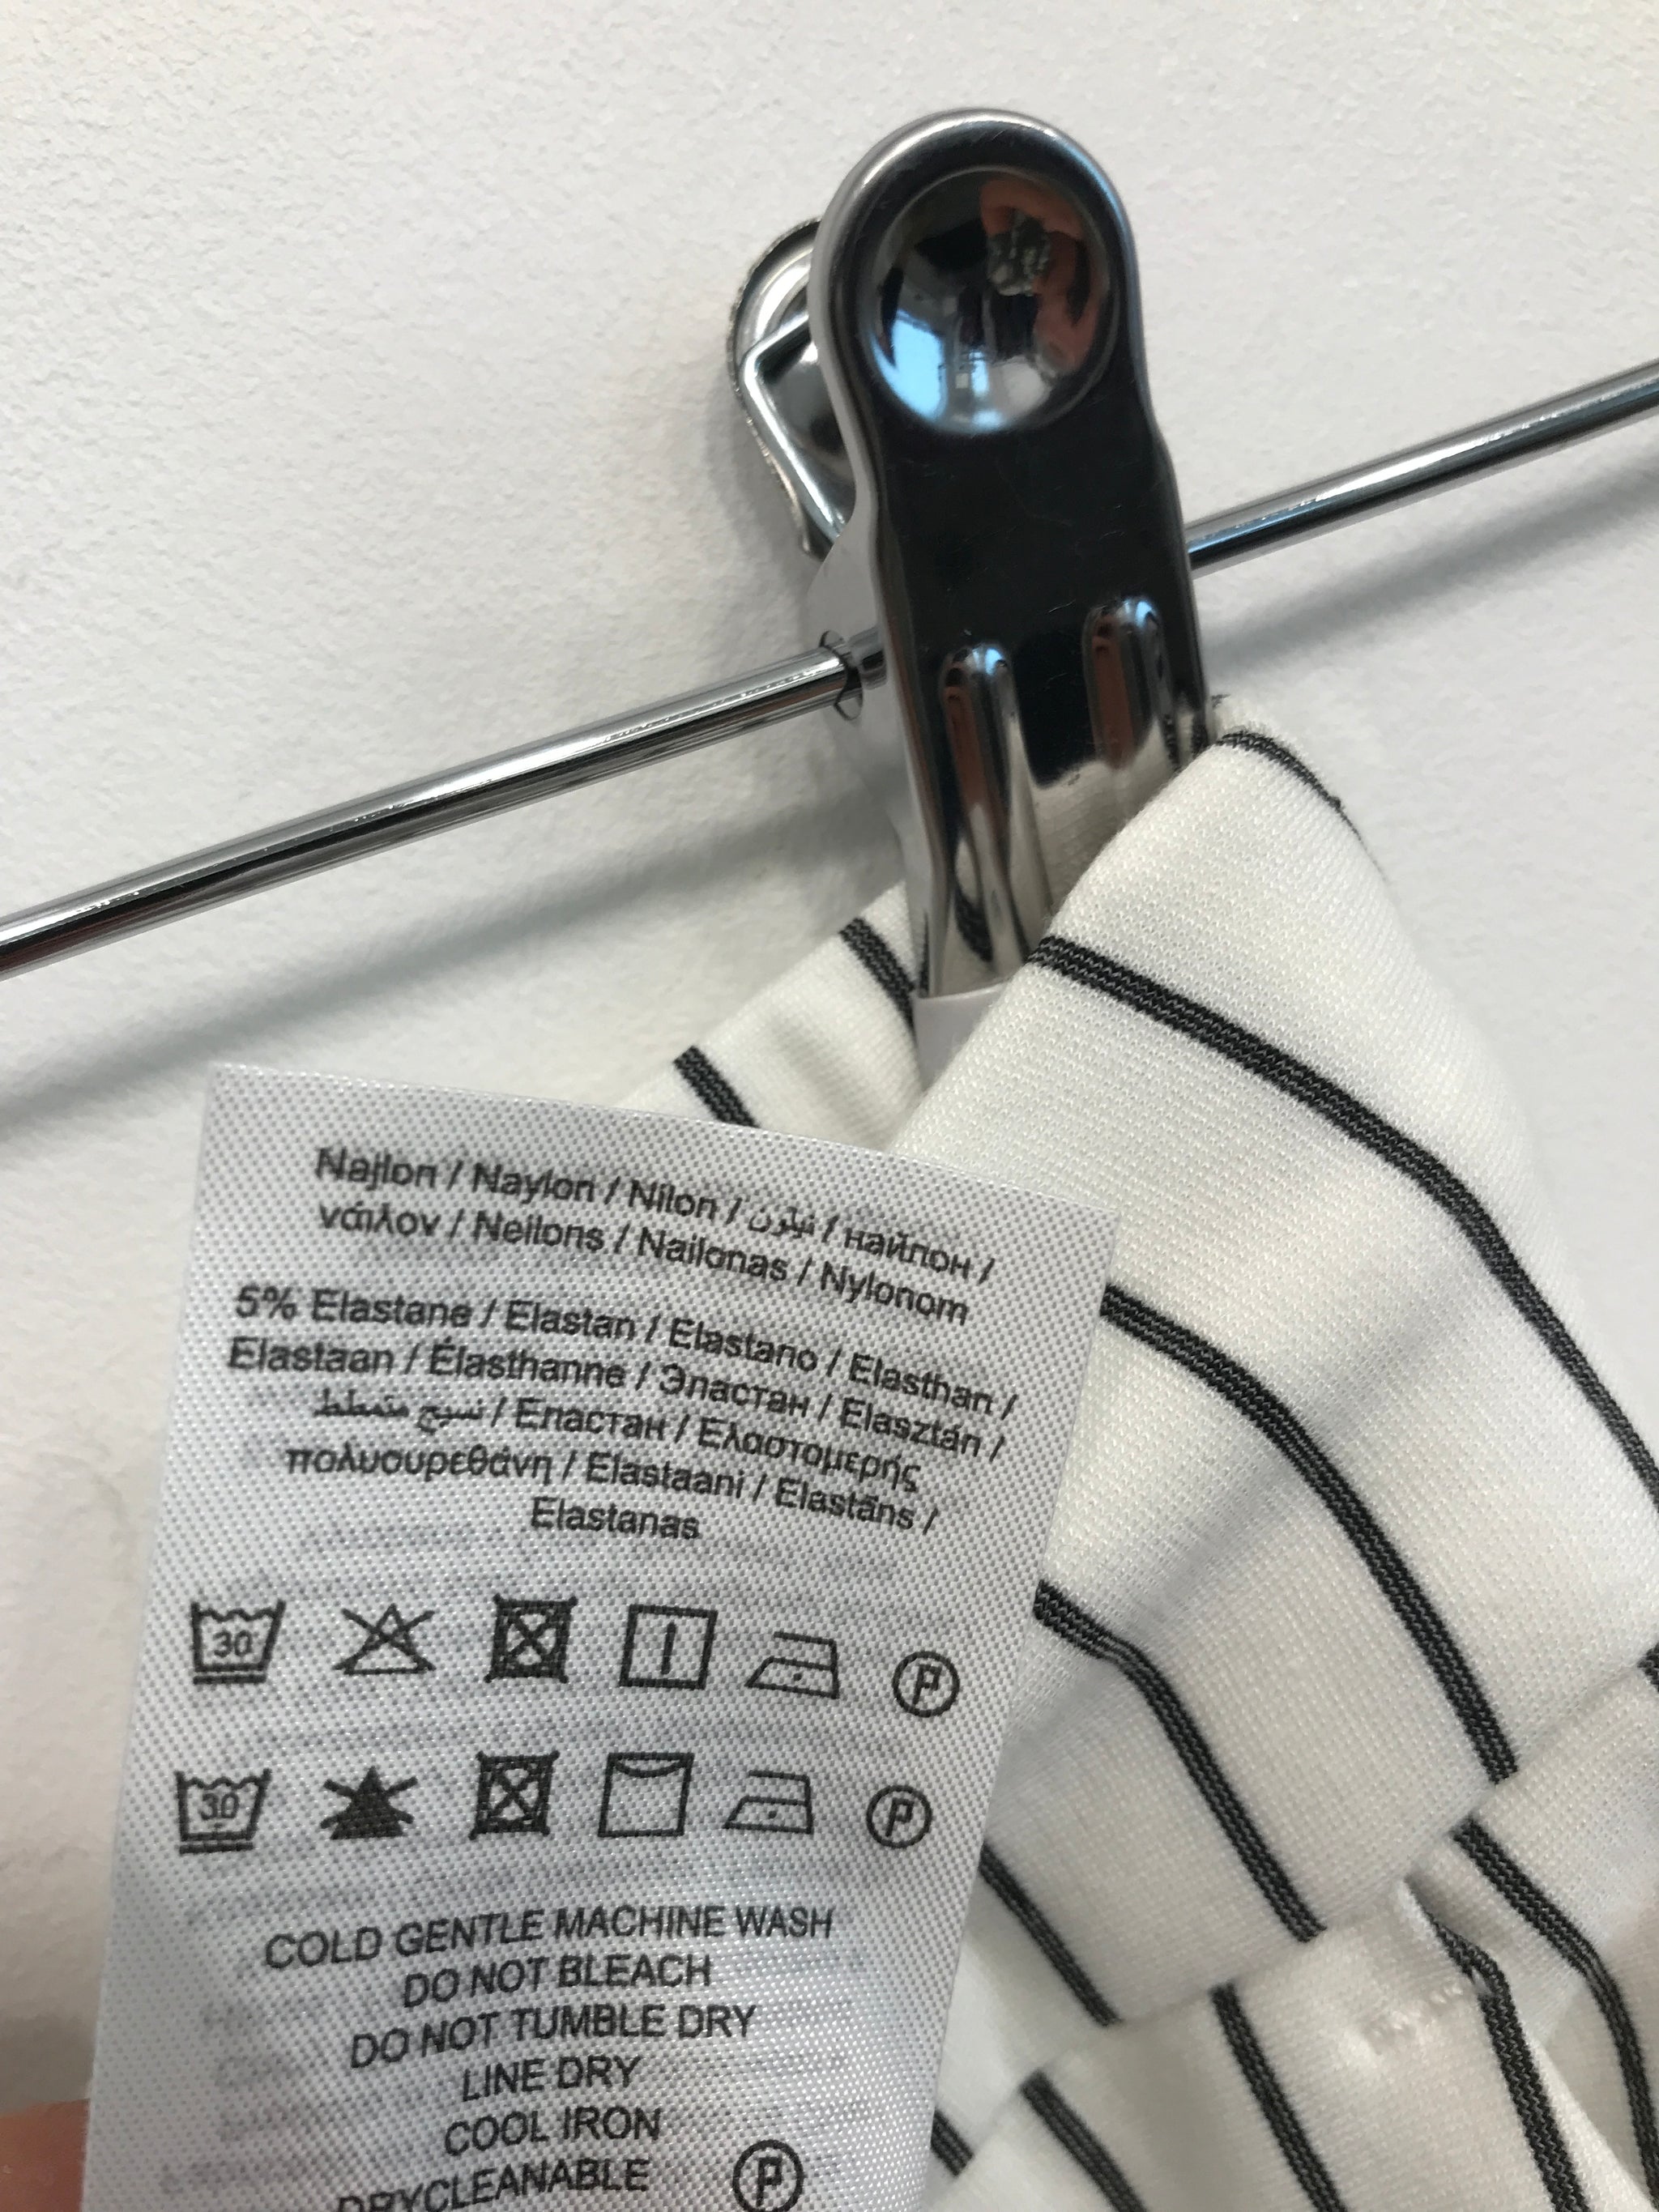 Najlon / Naylon / Nilon / نيلون / найлон /
νάιλον / Neilons / Nailonas / Nylonom
5% Elastane / Elastan / Elastano / Elasthan /
Elastaan / Élasthanne / Эластан / Elasztán /
نسيج متمطط / Еластан / Ελαστομερής
πολυουρεθάνη / Elastaani / Elastāns /
Elastanas
30 P
30 P
COLD GENTLE MACHINE WASH
DO NOT BLEACH
DO NOT TUMBLE DRY
LINE DRY
COOL IRON
DRYCLEANABLE P